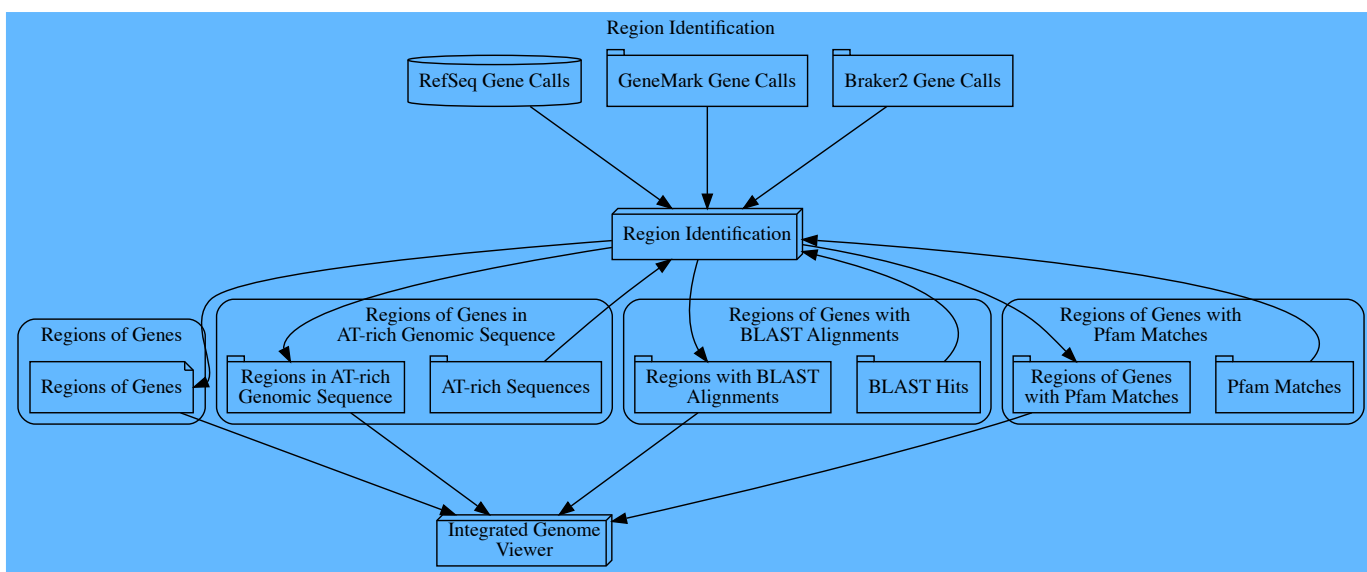 Region Identification
RefSeq Gene Calls
GeneMark Gene Calls
Braker2 Gene Calls
Region Identification
Regions of Genes
Regions of Genes
Regions of Genes in
AT-rich Genomic Sequence
Regions in AT-rich
Genomic Sequence
AT-rich Sequences
Regions of Genes with
BLAST Alignments
Regions with BLAST
Alignments
BLAST Hits
Regions of Genes with
Pfam Matches
Regions of Genes
with Pfam Matches
Pfam Matches
Integrated Genome
Viewer